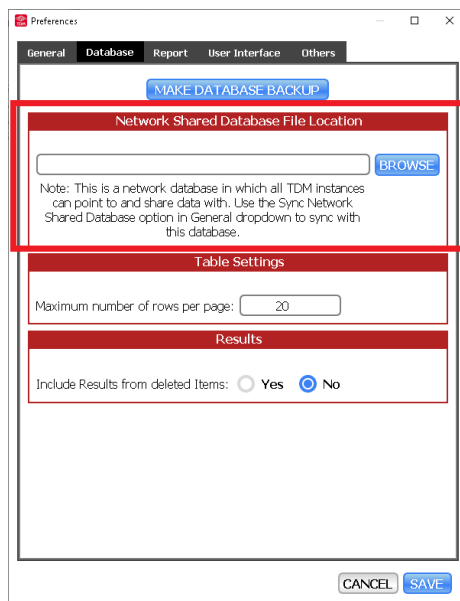 Preferences
General Database Report User Interface Others
MAKE DATABASE BACKUP
Network Shared Database File Location
BROWSE
Note: This is a network database in which all TDM instances
can point to and share data with. Use the Sync Network
Shared Database option in General dropdown to sync with
this database.
Table Settings
Maximum number of rows per page: 20
Results
Include Results from deleted Items: Yes No
CANCEL SAVE